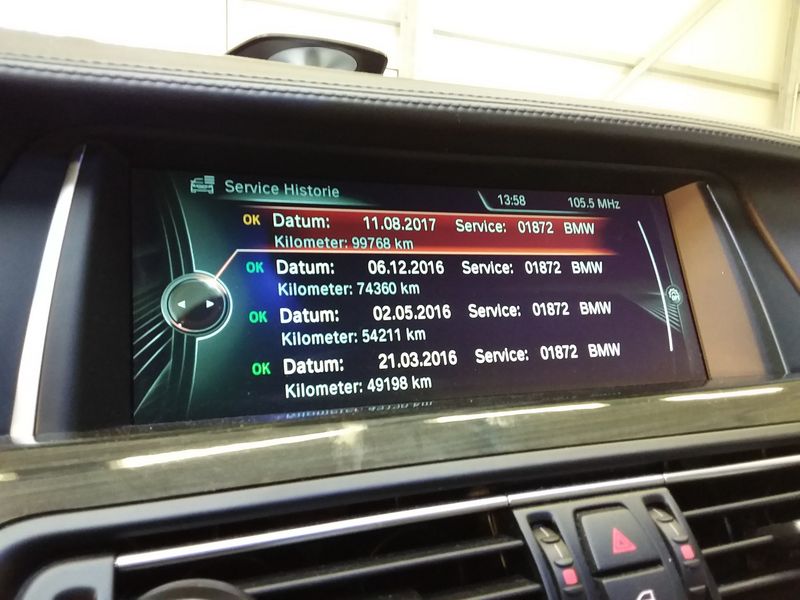 Service Historie
13:58 105.5 MHz
OK Datum: 11.08.2017 Service: 01872 BMW
Kilometer: 99768 km
OK Datum: 06.12.2016 Service: 01872 BMW
Kilometer: 74360 km
OK Datum: 02.05.2016 Service: 01872 BMW
Kilometer: 54211 km
OK Datum: 21.03.2016 Service: 01872 BMW
Kilometer: 49198 km